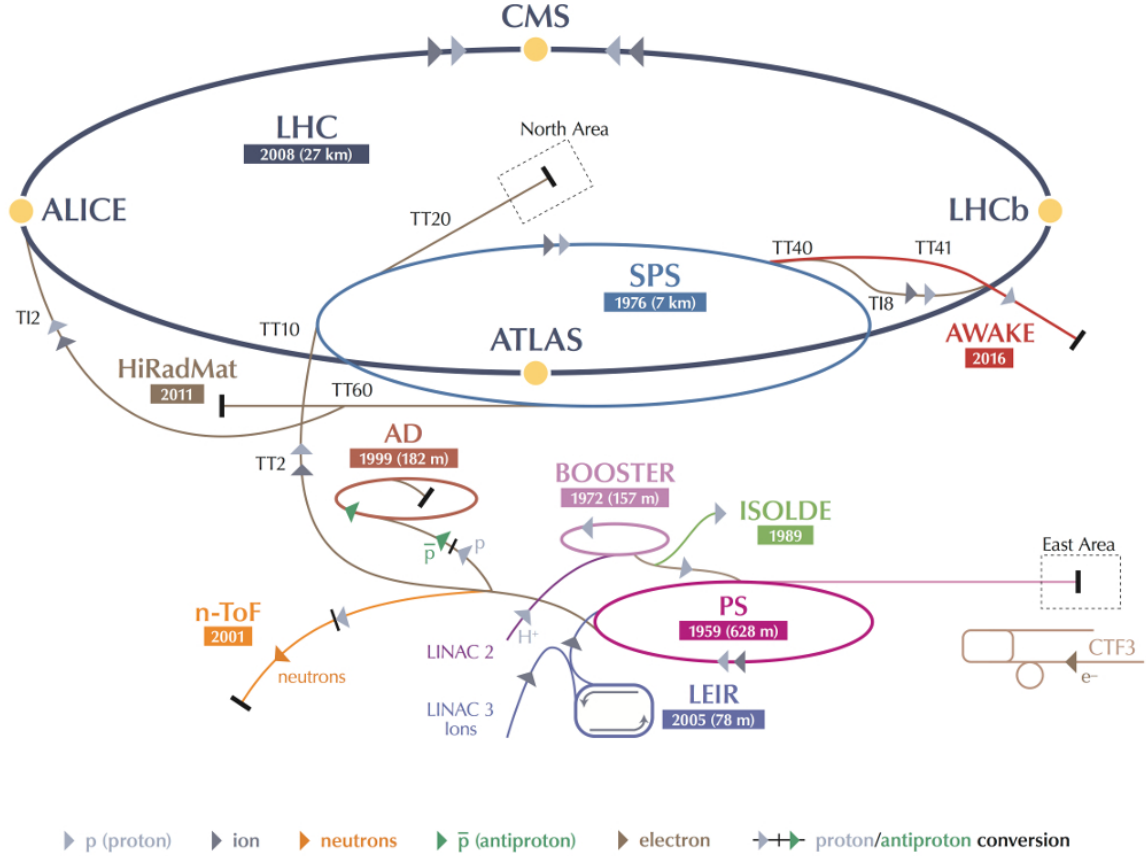 CMS
LHC
2008 (27 km)
North Area
ALICE
TT20
LHCb
TT40
TT41
SPS
1976 (7 km)
TI8
TI2
TT10
ATLAS
AWAKE
2016
HiRadMat
2011
TT60
AD
1999 (182 m)
TT2
BOOSTER
1972 (157 m)
ISOLDE
1989
p̅
p
East Area
n-ToF
2001
PS
1959 (628 m)
H⁺
LINAC 2
neutrons
CTF3
e–
LEIR
2005 (78 m)
LINAC 3
Ions
p (proton)
ion
neutrons
p̅ (antiproton)
electron
proton/antiproton conversion